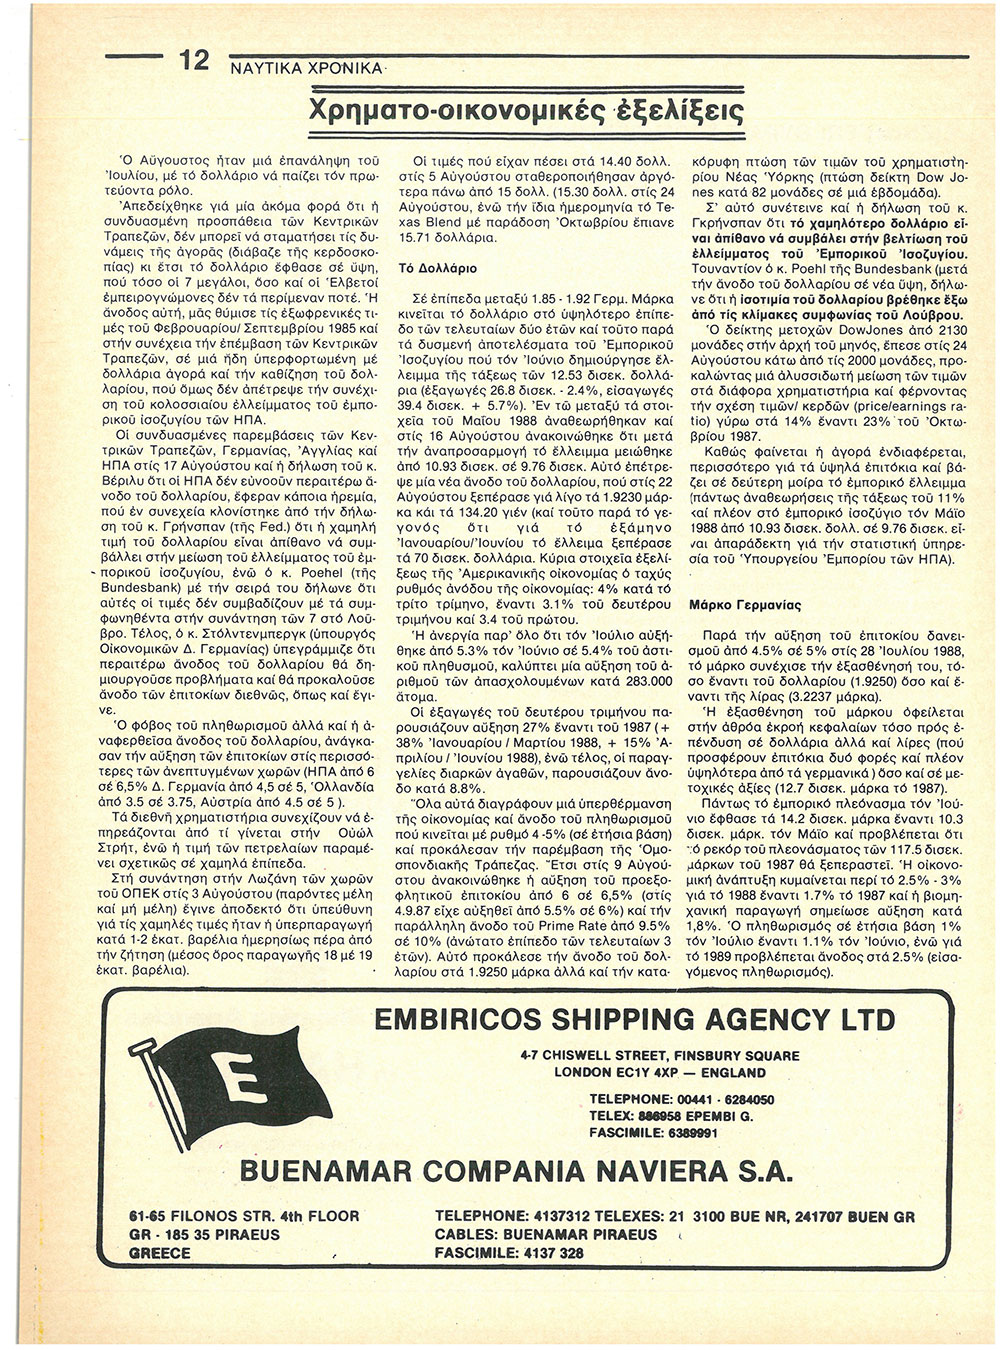 12 ΝΑΥΤΙΚΑ ΧΡΟΝΙΚΑ
Χρηματο-οικονομικές ἐξελίξεις
Ὁ Αὔγουστος ἦταν μιά ἐπανάληψη τοῦ
Ἰουλίου, μέ τό δολλάριο νά παίζει τόν πρω-
τεύοντα ρόλο.
Ἀπεδείχθηκε γιά μία ἀκόμα φορά ὅτι ἡ
συνδυασμένη προσπάθεια τῶν Κεντρικῶν
Τραπεζῶν, δέν μπορεῖ νά σταματήσει τίς δυ-
νάμεις τῆς ἀγορᾶς (διάβαζε τῆς κερδοσκο-
πίας) κι ἔτσι τό δολλάριο ἔφθασε σέ ὕψη,
πού τόσο οἱ 7 μεγάλοι, ὅσο καί οἱ Ἐλβετοί
ἐμπειρογνώμονες δέν τά περίμεναν ποτέ. Ἡ
ἄνοδος αὐτή, μᾶς θύμισε τίς ἐξωφρενικές τι-
μές τοῦ Φεβρουαρίου/ Σεπτεμβρίου 1985 καί
στήν συνέχεια τήν ἐπέμβαση τῶν Κεντρικῶν
Τραπεζῶν, σέ μιά ἤδη ὑπερφορτωμένη μέ
δολλάρια ἀγορά καί τήν καθίζηση τοῦ δολ-
λαρίου, πού ὅμως δέν ἀπέτρεψε τήν συνέχι-
ση τοῦ κολοσσιαίου ἐλλείμματος τοῦ ἐμπο-
ρικοῦ ἰσοζυγίου τῶν ΗΠΑ.
Οἱ συνδυασμένες παρεμβάσεις τῶν Κεν-
τρικῶν Τραπεζῶν, Γερμανίας, Ἀγγλίας καί
ΗΠΑ στίς 17 Αὐγούστου καί ἡ δήλωση τοῦ κ.
Βέριλυ ὅτι οἱ ΗΠΑ δέν εὐνοοῦν περαιτέρω ἄ-
νοδο τοῦ δολλαρίου, ἔφεραν κάποια ἠρεμία,
πού ἐν συνεχεία κλονίστηκε ἀπό τήν δήλω-
ση τοῦ κ. Γρήνσπαν (τῆς Fed.) ὅτι ἡ χαμηλή
τιμή τοῦ δολλαρίου εἶναι ἀπίθανο νά συμ-
βάλλει στήν μείωση τοῦ ἐλλείμματος τοῦ ἐμ-
πορικοῦ ἰσοζυγίου, ἐνῶ ὁ κ. Poehel (τῆς
Bundesbank) μέ τήν σειρά του δήλωνε ὅτι
αὐτές οἱ τιμές δέν συμβαδίζουν μέ τά συμ-
φωνηθέντα στήν συνάντηση τῶν 7 στό Λοῦ-
βρο. Τέλος, ὁ κ. Στόλντενμπεργκ (ὑπουργός
Οἰκονομικῶν Δ. Γερμανίας) ὑπεγράμμιζε ὅτι
περαιτέρω ἄνοδος τοῦ δολλαρίου θά δη-
μιουργοῦσε προβλήματα καί θά προκαλοῦσε
ἄνοδο τῶν ἐπιτοκίων διεθνῶς, ὅπως καί ἔγι-
νε.
Ὁ φόβος τοῦ πληθωρισμοῦ ἀλλά καί ἡ ἀ-
ναφερθεῖσα ἄνοδος τοῦ δολλαρίου, ἀνάγκα-
σαν τήν αὔξηση τῶν ἐπιτοκίων στίς περισσό-
τερες τῶν ἀνεπτυγμένων χωρῶν (ΗΠΑ ἀπό 6
σέ 6,5% Δ. Γερμανία ἀπό 4,5 σέ 5, Ὁλλανδία
ἀπό 3.5 σέ 3.75, Αὐστρία ἀπό 4.5 σέ 5 ).
Τά διεθνῆ χρηματιστήρια συνεχίζουν νά ἐ-
πηρεάζονται ἀπό τί γίνεται στήν Οὐώλ
Στρήτ, ἐνῶ ἡ τιμή τῶν πετρελαίων παραμέ-
νει σχετικῶς σέ χαμηλά ἐπίπεδα.
Στή συνάντηση στήν Λωζάνη τῶν χωρῶν
τοῦ ΟΠΕΚ στίς 3 Αὐγούστου (παρόντες μέλη
καί μή μέλη) ἔγινε ἀποδεκτό ὅτι ὑπεύθυνη
γιά τίς χαμηλές τιμές ἦταν ἡ ὑπερπαραγωγή
κατά 1-2 ἑκατ. βαρέλια ἡμερησίως πέρα ἀπό
τήν ζήτηση (μέσος ὅρος παραγωγῆς 18 μέ 19
ἑκατ. βαρέλια).
Οἱ τιμές πού εἶχαν πέσει στά 14.40 δολλ.
στίς 5 Αὐγούστου σταθεροποιήθησαν ἀργό-
τερα πάνω ἀπό 15 δολλ. (15.30 δολλ. στίς 24
Αὐγούστου, ἐνῶ τήν ἴδια ἡμερομηνία τό Te-
xas Blend μέ παράδοση Ὀκτωβρίου ἔπιανε
15.71 δολλάρια.
Τό Δολλάριο
Σέ ἐπίπεδα μεταξύ 1.85 - 1.92 Γερμ. Μάρκα
κινεῖται τό δολλάριο στό ὑψηλότερο ἐπίπε-
δο τῶν τελευταίων δύο ἐτῶν καί τοῦτο παρά
τά δυσμενῆ ἀποτελέσματα τοῦ Ἐμπορικοῦ
Ἰσοζυγίου πού τόν Ἰούνιο δημιούργησε ἔλ-
λειμμα τῆς τάξεως τῶν 12.53 δισεκ. δολλά-
ρια (ἐξαγωγές 26.8 δισεκ. - 2.4%, εἰσαγωγές
39.4 δισεκ. + 5.7%). Ἐν τῶ μεταξύ τά στοι-
χεῖα τοῦ Μαΐου 1988 ἀναθεωρήθηκαν καί
στίς 16 Αὐγούστου ἀνακοινώθηκε ὅτι μετά
τήν ἀναπροσαρμογή τό ἔλλειμμα μειώθηκε
ἀπό 10.93 δισεκ. σέ 9.76 δισεκ. Αὐτό ἐπέτρε-
ψε μία νέα ἄνοδο τοῦ δολλαρίου, πού στίς 22
Αὐγούστου ξεπέρασε γιά λίγο τά 1.9230 μάρ-
κα κάι τά 134.20 γιέν (καί τοῦτο παρά τό γε-
γονός ὅτι γιά τό ἑξάμηνο
Ἰανουαρίου/Ἰουνίου τό ἔλλειμα ξεπέρασε
τά 70 δισεκ. δολλάρια. Κύρια στοιχεῖα ἐξελί-
ξεως τῆς Ἀμερικανικῆς οἰκονομίας ὁ ταχύς
ρυθμός ἀνόδου τῆς οἰκονομίας: 4% κατά τό
τρίτο τρίμηνο, ἔναντι 3.1% τοῦ δευτέρου
τριμήνου καί 3.4 τοῦ πρώτου.
Ἡ ἀνεργία παρ' ὅλο ὅτι τόν Ἰούλιο αὐξή-
θηκε ἀπό 5.3% τόν Ἰούνιο σέ 5.4% τοῦ ἀστι-
κοῦ πληθυσμοῦ, καλύπτει μία αὔξηση τοῦ ἀ-
ριθμοῦ τῶν ἀπασχολουμένων κατά 283.000
ἄτομα.
Οἱ ἐξαγωγές τοῦ δευτέρου τριμήνου πα-
ρουσιάζουν αὔξηση 27% ἔναντι τοῦ 1987 ( +
38% Ἰανουαρίου / Μαρτίου 1988, + 15% Ἀ-
πριλίου / Ἰουνίου 1988), ἐνῶ τέλος, οἱ παραγ-
γελίες διαρκῶν ἀγαθῶν, παρουσιάζουν ἄνο-
δο κατά 8.8%.
Ὅλα αὐτά διαγράφουν μιά ὑπερθέρμανση
τῆς οἰκονομίας καί ἄνοδο τοῦ πληθωρισμοῦ
πού κινεῖται μέ ρυθμό 4 -5% (σέ ἐτήσια βάση)
καί προκάλεσαν τήν παρέμβαση τῆς Ὁμο-
σπονδιακῆς Τράπεζας. Ἔτσι στίς 9 Αὐγού-
στου ἀνακοινώθηκε ἡ αὔξηση τοῦ προεξο-
φλητικοῦ ἐπιτοκίου ἀπό 6 σέ 6,5% (στίς
4.9.87 εἶχε αὐξηθεῖ ἀπό 5.5% σέ 6%) καί τήν
παράλληλη ἄνοδο τοῦ Prime Rate ἀπό 9.5%
σέ 10% (ἀνώτατο ἐπίπεδο τῶν τελευταίων 3
ἐτῶν). Αὐτό προκάλεσε τήν ἄνοδο τοῦ δολ-
λαρίου στά 1.9250 μάρκα ἀλλά καί τήν κατα-
κόρυφη πτώση τῶν τιμῶν τοῦ χρηματιστη-
ρίου Νέας Ὑόρκης (πτώση δείκτη Dow Jo-
nes κατά 82 μονάδες σέ μιά ἑβδομάδα).
Σ' αὐτό συνέτεινε καί ἡ δήλωση τοῦ κ.
Γκρήνσπαν ὅτι τό χαμηλότερο δολλάριο εἶ-
ναι ἀπίθανο νά συμβάλει στήν βελτίωση τοῦ
ἐλλείμματος τοῦ Ἐμπορικοῦ Ἰσοζυγίου.
Τουναντίον ὁ κ. Poehl τῆς Bundesbank (μετά
τήν ἄνοδο τοῦ δολλαρίου σέ νέα ὕψη, δήλω-
νε ὅτι ἡ ἰσοτιμία τοῦ δολλαρίου βρέθηκε ἔξω
ἀπό τίς κλίμακες συμφωνίας τοῦ Λούβρου.
Ὁ δείκτης μετοχῶν DowJones ἀπό 2130
μονάδες στήν ἀρχή τοῦ μηνός, ἔπεσε στίς 24
Αὐγούστου κάτω ἀπό τίς 2000 μονάδες, προ-
καλώντας μιά ἁλυσσιδωτή μείωση τῶν τιμῶν
στά διάφορα χρηματιστήρια καί φέρνοντας
τήν σχέση τιμῶν/ κερδῶν (price/earnings ra-
tio) γύρω στά 14% ἔναντι 23% τοῦ Ὀκτω-
βρίου 1987.
Καθώς φαίνεται ἡ ἀγορά ἐνδιαφέρεται,
περισσότερο γιά τά ὑψηλά ἐπιτόκια καί βά-
ζει σέ δεύτερη μοίρα τό ἐμπορικό ἔλλειμμα
(πάντως ἀναθεωρήσεις τῆς τάξεως τοῦ 11%
καί πλέον στό ἐμπορικό ἰσοζύγιο τόν Μάϊο
1988 ἀπό 10.93 δισεκ. δολλ. σέ 9.76 δισεκ. εἶ-
ναι ἀπαράδεκτη γιά τήν στατιστική ὑπηρε-
σία τοῦ Ὑπουργείου Ἐμπορίου τῶν ΗΠΑ).
Μάρκο Γερμανίας
Παρά τήν αὔξηση τοῦ ἐπιτοκίου δανει-
σμοῦ ἀπό 4.5% σέ 5% στίς 28 Ἰουλίου 1988,
τό μάρκο συνέχισε τήν ἐξασθένησή του, τό-
σο ἔναντι τοῦ δολλαρίου (1.9250) ὅσο καί ἔ-
ναντι τῆς λίρας (3.2237 μάρκα).
Ἡ ἐξασθένηση τοῦ μάρκου ὀφείλεται
στήν ἀθρόα ἐκροή κεφαλαίων τόσο πρός ἐ-
πένδυση σέ δολλάρια ἀλλά καί λίρες (πού
προσφέρουν ἐπιτόκια δυό φορές καί πλέον
ὑψηλότερα ἀπό τά γερμανικά ) ὅσο καί σέ με-
τοχικές ἀξίες (12.7 δισεκ. μάρκα τό 1987).
Πάντως τό ἐμπορικό πλεόνασμα τόν Ἰού-
νιο ἔφθασε τά 14.2 δισεκ. μάρκα ἔναντι 10.3
δισεκ. μάρκ. τόν Μάϊο καί προβλέπεται ὅτι
τό ρεκόρ τοῦ πλεονάσματος τῶν 117.5 δισεκ.
μάρκων τοῦ 1987 θά ξεπεραστεῖ. Ἡ οἰκονο-
μική ἀνάπτυξη κυμαίνεται περί τό 2.5% - 3%
γιά τό 1988 ἔναντι 1.7% τό 1987 καί ἡ βιομη-
χανική παραγωγή σημείωσε αὔξηση κατά
1,8%. Ὁ πληθωρισμός σέ ἐτήσια βάση 1%
τόν Ἰούλιο ἔναντι 1.1% τόν Ἰούνιο, ἐνῶ γιά
τό 1989 προβλέπεται ἄνοδος στά 2.5% (εἰσα-
γόμενος πληθωρισμός).
E
EMBIRICOS SHIPPING AGENCY LTD
4-7 CHISWELL STREET, FINSBURY SQUARE
LONDON EC1Y 4XP — ENGLAND
TELEPHONE: 00441 - 6284050
TELEX: 886958 EPEMBI G.
FASCIMILE: 6389991
BUENAMAR COMPANIA NAVIERA S.A.
61-65 FILONOS STR. 4th FLOOR
GR - 185 35 PIRAEUS
GREECE
TELEPHONE: 4137312 TELEXES: 21 3100 BUE NR, 241707 BUEN GR
CABLES: BUENAMAR PIRAEUS
FASCIMILE: 4137 328